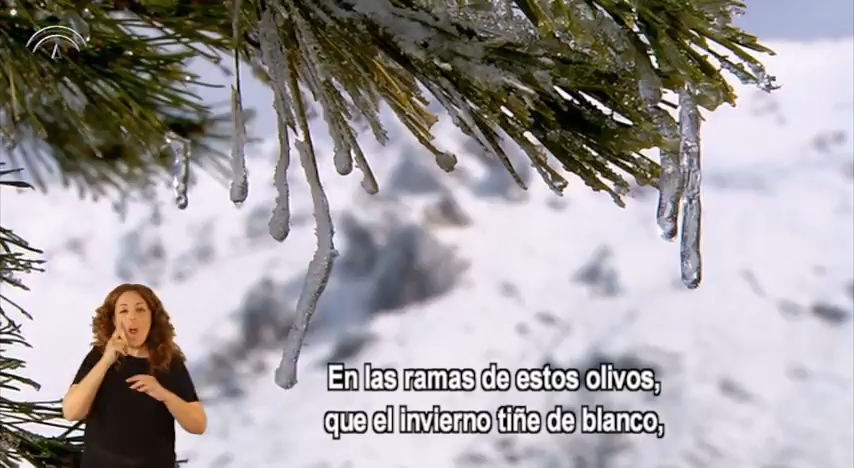 En las ramas de estos olivos,
que el invierno tiñe de blanco,